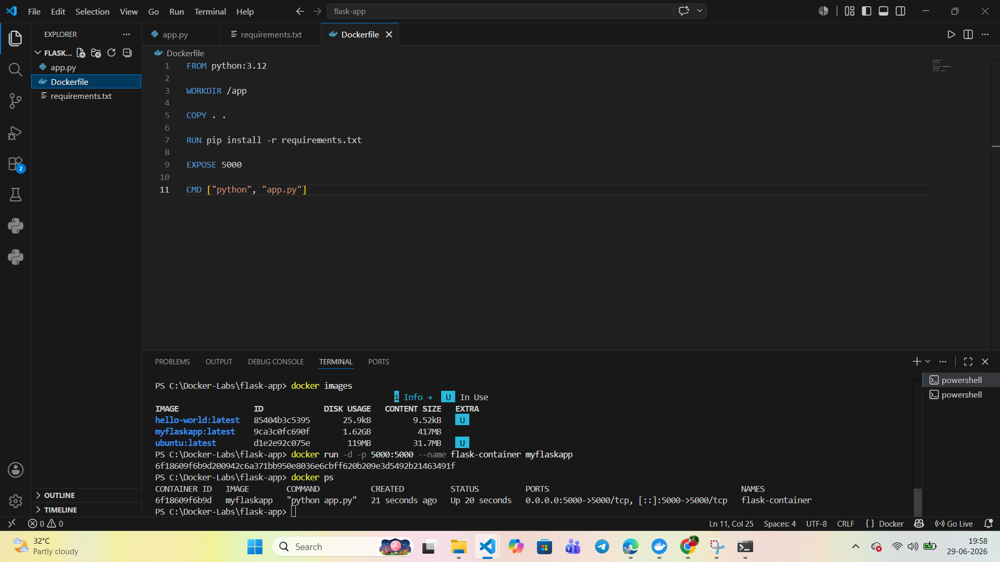 File Edit Selection View Go Run Terminal Help
flask-app
EXPLORER
FLASK...
app.py
Dockerfile
requirements.txt
OUTLINE
TIMELINE
2
app.py
requirements.txt
Dockerfile
Dockerfile
1 FROM python:3.12
2
3 WORKDIR /app
4
5 COPY . .
6
7 RUN pip install -r requirements.txt
8
9 EXPOSE 5000
10
11 CMD ["python", "app.py"]
PROBLEMS OUTPUT DEBUG CONSOLE TERMINAL PORTS
PS C:\Docker-Labs\flask-app> docker images
i Info → U In Use
IMAGE ID DISK USAGE CONTENT SIZE EXTRA
hello-world:latest 85404b3c5395 25.9kB 9.52kB U
myflaskapp:latest 9ca3c0fc690f 1.62GB 417MB
ubuntu:latest d1e2e92c075e 119MB 31.7MB U
PS C:\Docker-Labs\flask-app> docker run -d -p 5000:5000 --name flask-container myflaskapp
6f18609f6b9d200942c6a371bb950e8036e6cbff620b209e3d5492b21463491f
PS C:\Docker-Labs\flask-app> docker ps
CONTAINER ID IMAGE COMMAND CREATED STATUS PORTS NAMES
6f18609f6b9d myflaskapp "python app.py" 21 seconds ago Up 20 seconds 0.0.0.0:5000->5000/tcp, [::]:5000->5000/tcp flask-container
PS C:\Docker-Labs\flask-app>
powershell
powershell
0 0
Ln 11, Col 25 Spaces: 4 UTF-8 CRLF { } Docker Go Live
32°C
Partly cloudy
Search
19:58
29-06-2026